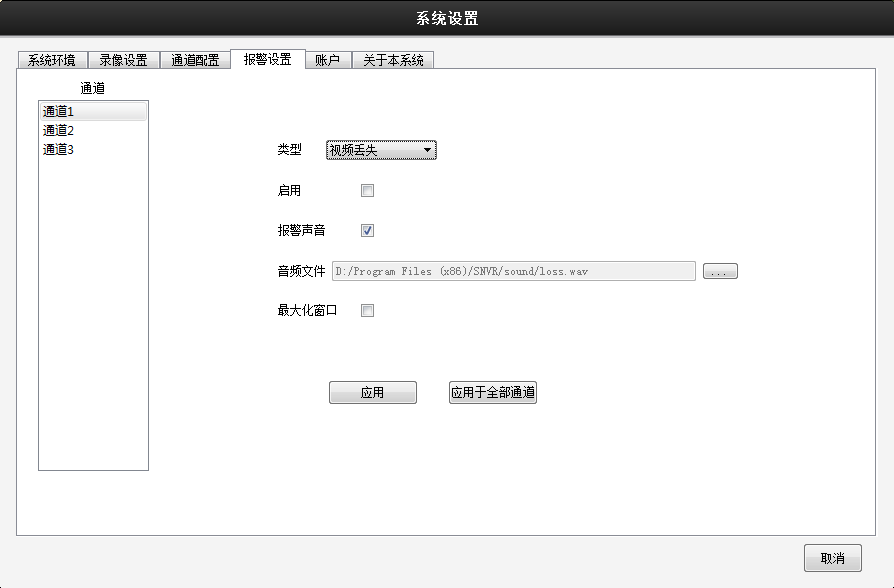 系统设置
系统环境 录像设置 通道配置 报警设置 账户 关于本系统
通道
通道1
通道2
通道3
类型 视频丢失
启用
报警声音
音频文件 D:/Program Files (x86)/SNVR/sound/loss.wav ...
最大化窗口
应用 应用于全部通道
取消